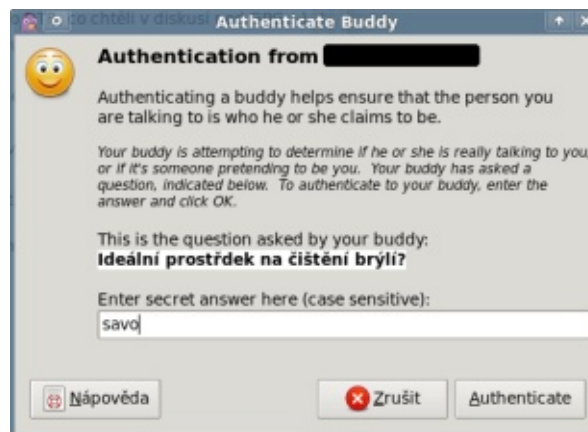 Authenticate Buddy
Authentication from
Authenticating a buddy helps ensure that the person you
are talking to is who he or she claims to be.
Your buddy is attempting to determine if he or she is really talking to you,
or if it's someone pretending to be you. Your buddy has asked a
question, indicated below. To authenticate to your buddy, enter the
answer and click OK.
This is the question asked by your buddy:
Ideální prostřdek na čištění brýlí?
Enter secret answer here (case sensitive):
savo
Nápověda
Zrušit
Authenticate